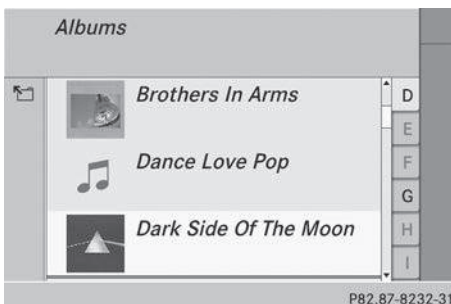 Albums
Brothers In Arms
Dance Love Pop
Dark Side Of The Moon
D
E
F
G
H
I
P82.87-8232-31